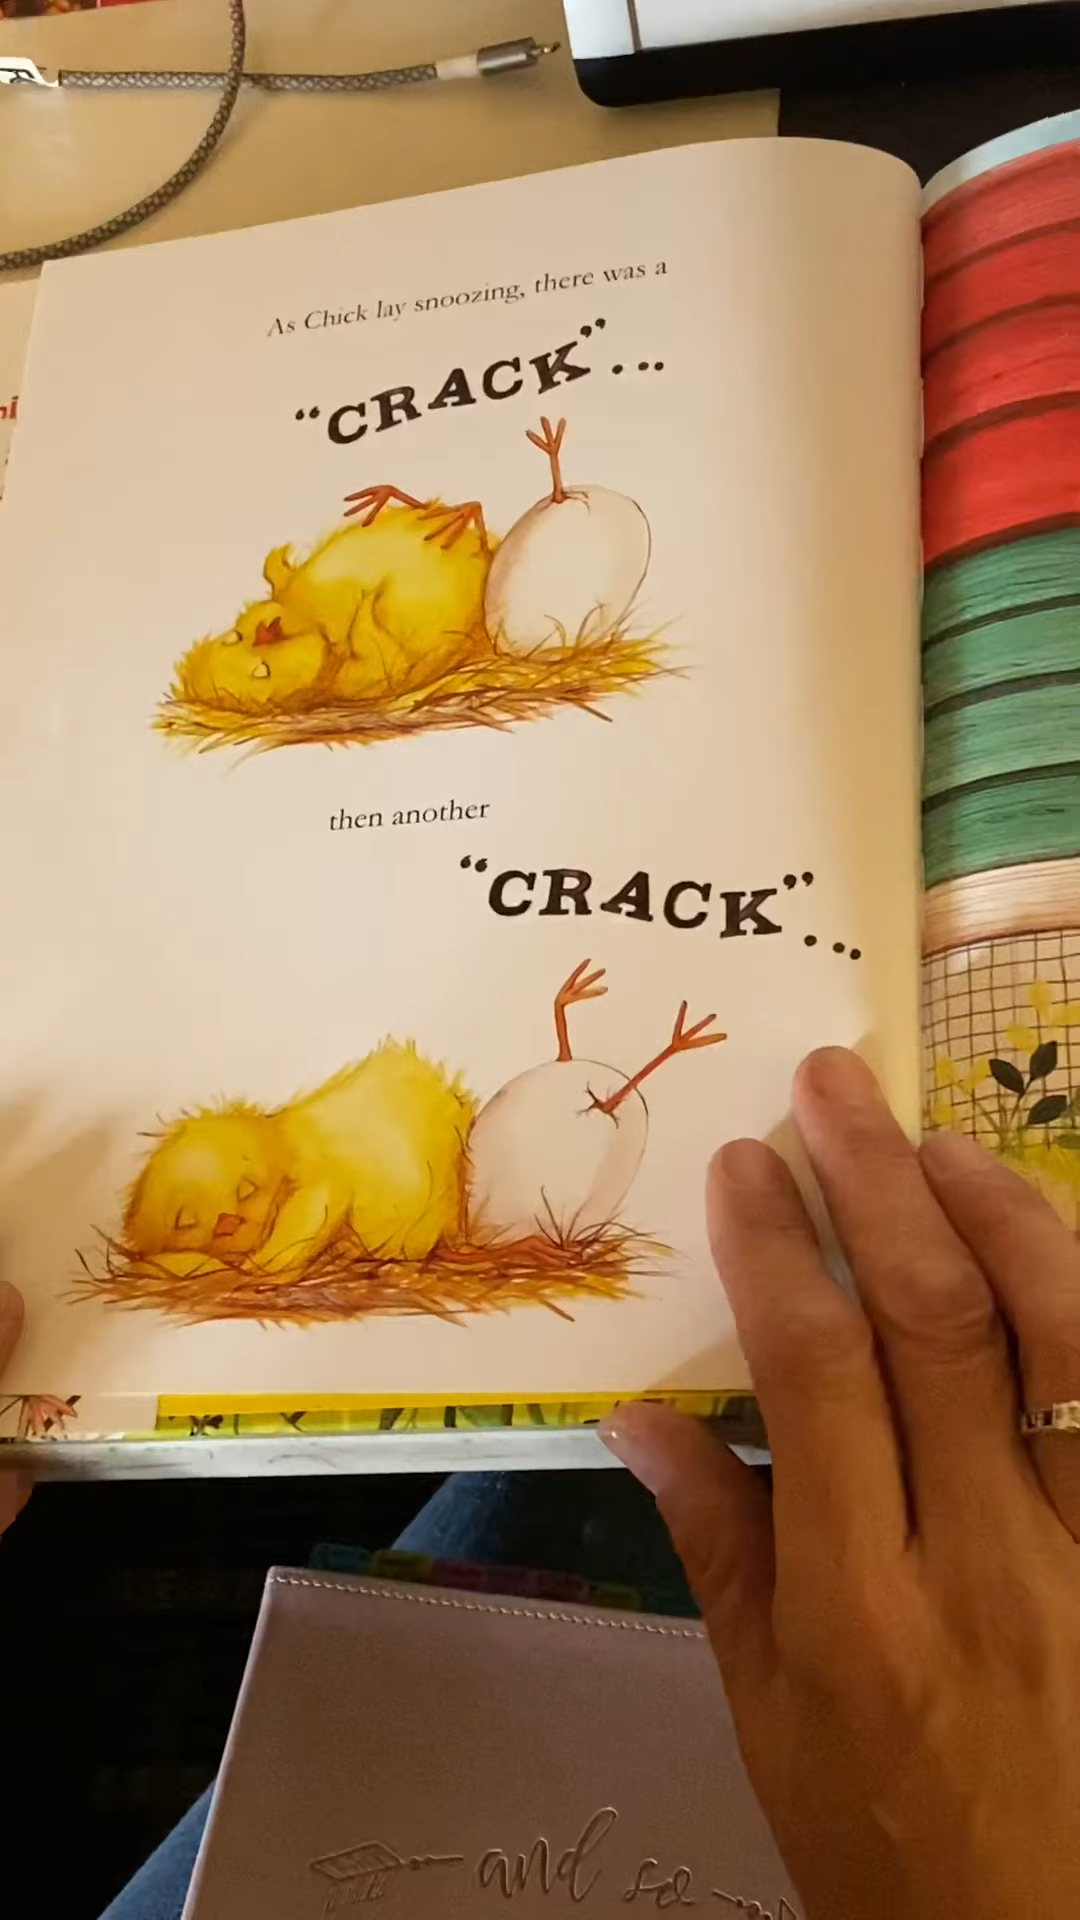 As Chick lay snoozing, there was a
“CRACK”...
then another
“CRACK”...
and so